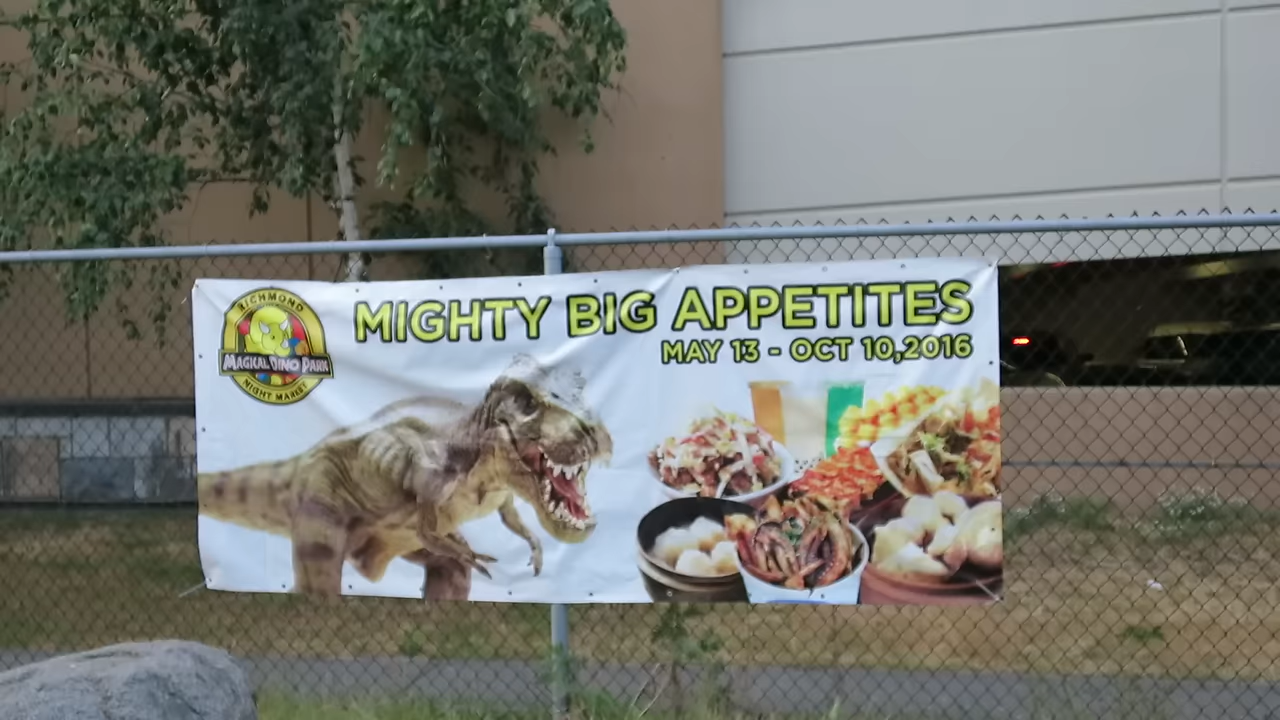 RICHMOND
MAGICAL DINO PARK
NIGHT MARKET
MIGHTY BIG APPETITES
MAY 13 - OCT 10,2016